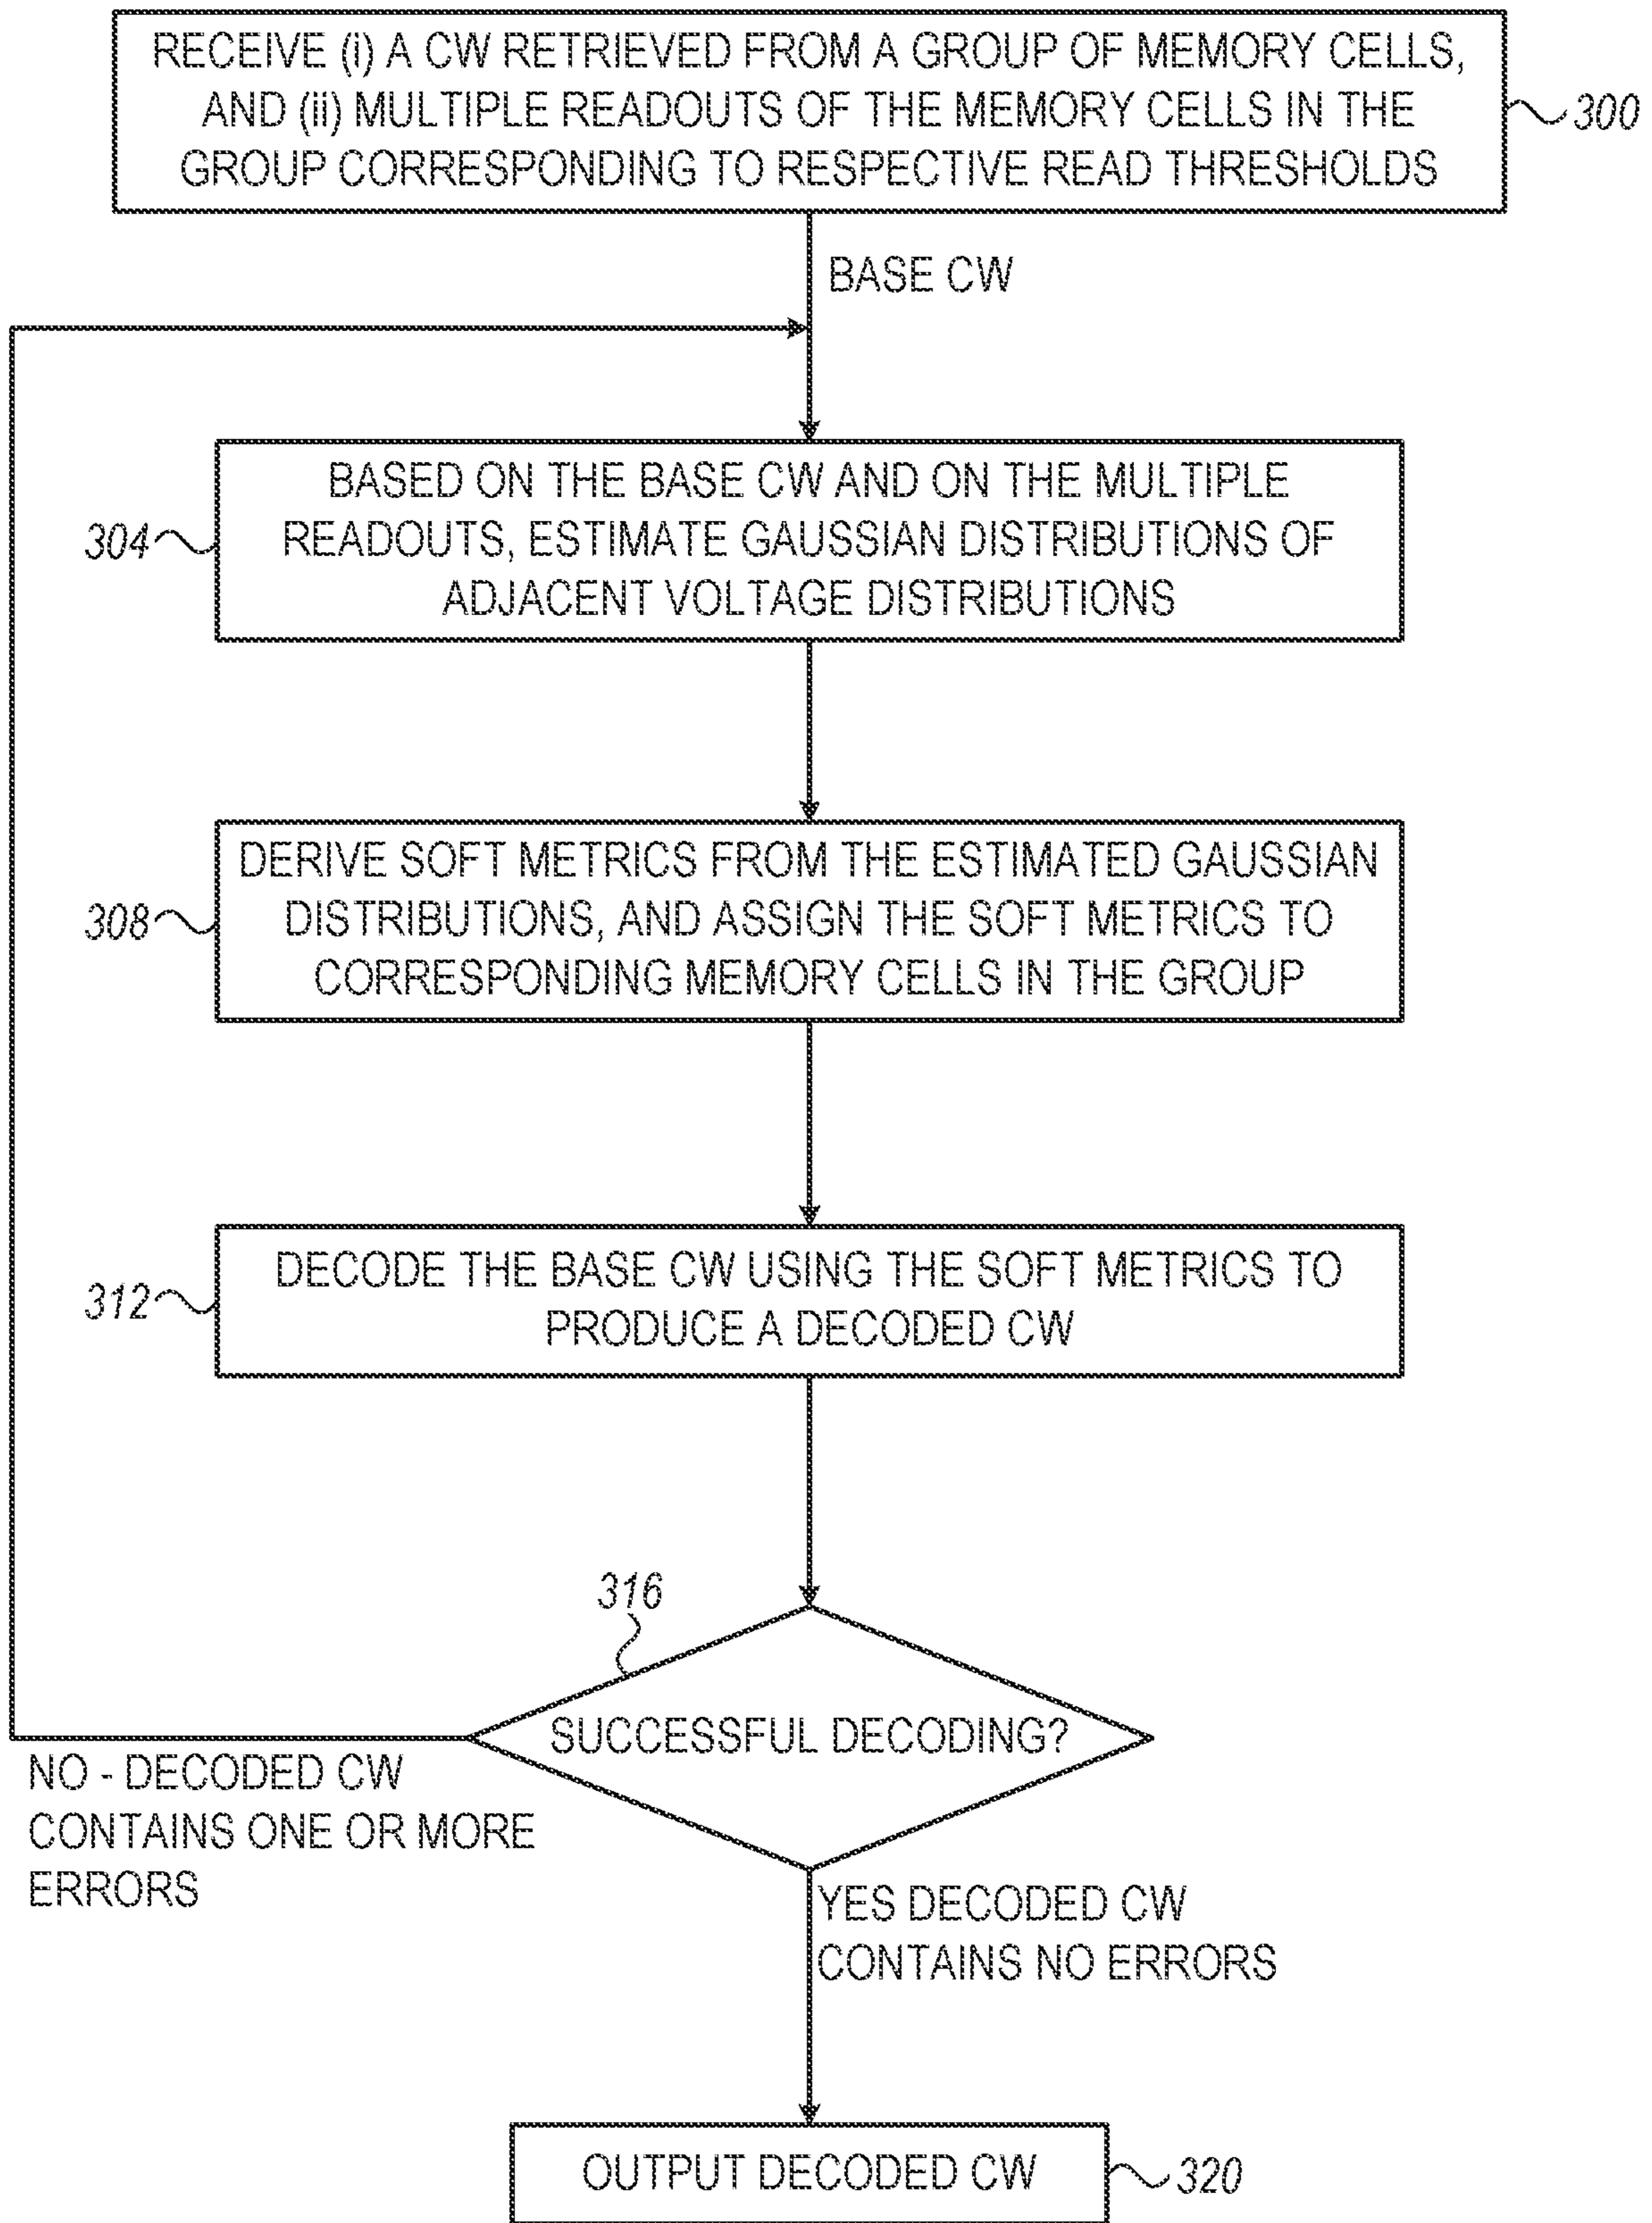 RECEIVE (i) A CW RETRIEVED FROM A GROUP OF MEMORY CELLS,
AND (ii) MULTIPLE READOUTS OF THE MEMORY CELLS IN THE
GROUP CORRESPONDING TO RESPECTIVE READ THRESHOLDS
300
BASE CW
BASED ON THE BASE CW AND ON THE MULTIPLE
READOUTS, ESTIMATE GAUSSIAN DISTRIBUTIONS OF
ADJACENT VOLTAGE DISTRIBUTIONS
304
DERIVE SOFT METRICS FROM THE ESTIMATED GAUSSIAN
DISTRIBUTIONS, AND ASSIGN THE SOFT METRICS TO
CORRESPONDING MEMORY CELLS IN THE GROUP
308
DECODE THE BASE CW USING THE SOFT METRICS TO
PRODUCE A DECODED CW
312
316
SUCCESSFUL DECODING?
NO - DECODED CW
CONTAINS ONE OR MORE
ERRORS
YES DECODED CW
CONTAINS NO ERRORS
OUTPUT DECODED CW
320